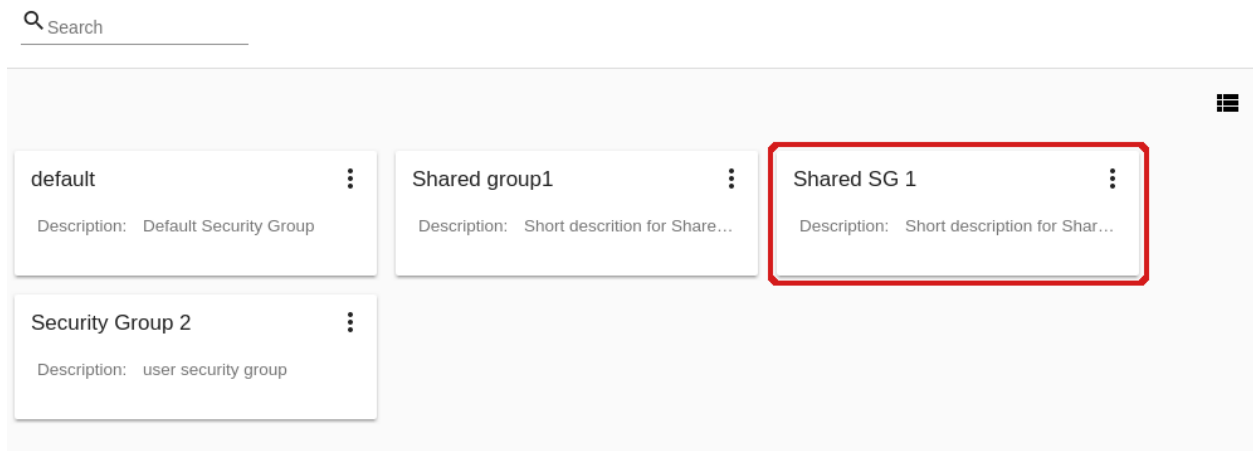 Search
default
Description: Default Security Group
Shared group1
Description: Short descrition for Share...
Shared SG 1
Description: Short description for Shar...
Security Group 2
Description: user security group